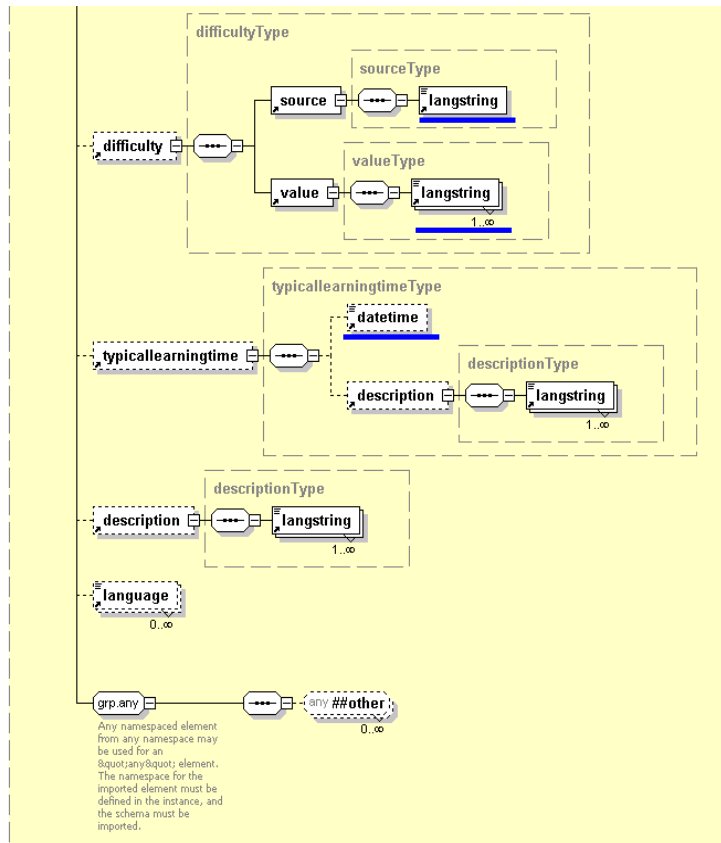 difficultyType
sourceType
source
langstring
difficulty
valueType
value
langstring
1..∞
typicallearningtimeType
datetime
typicallearningtime
descriptionType
description
langstring
1..∞
descriptionType
description
langstring
1..∞
language
0..∞
grp.any
any ##other
0..∞
Any namespaced element
from any namespace may
be used for an
&quot;any&quot; element.
The namespace for the
imported element must be
defined in the instance, and
the schema must be
imported.